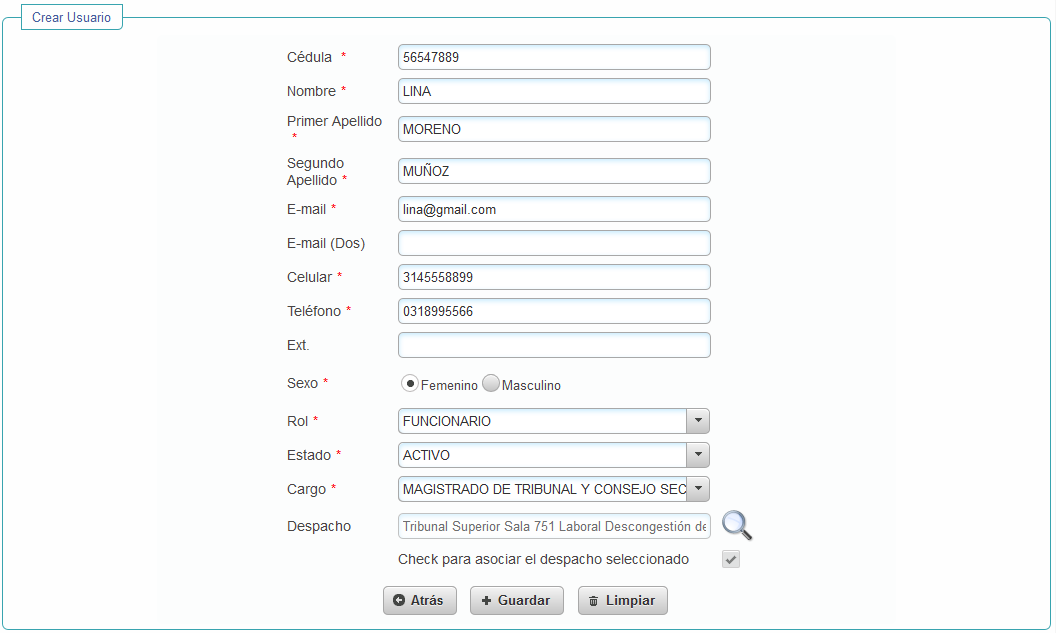 Crear Usuario
Cédula * 56547889
Nombre * LINA
Primer Apellido * MORENO
Segundo Apellido * MUÑOZ
E-mail * lina@gmail.com
E-mail (Dos)
Celular * 3145558899
Teléfono * 0318995566
Ext.
Sexo * Femenino Masculino
Rol * FUNCIONARIO
Estado * ACTIVO
Cargo * MAGISTRADO DE TRIBUNAL Y CONSEJO SEC
Despacho Tribunal Superior Sala 751 Laboral Descongestión de
Check para asociar el despacho seleccionado
Atrás Guardar Limpiar